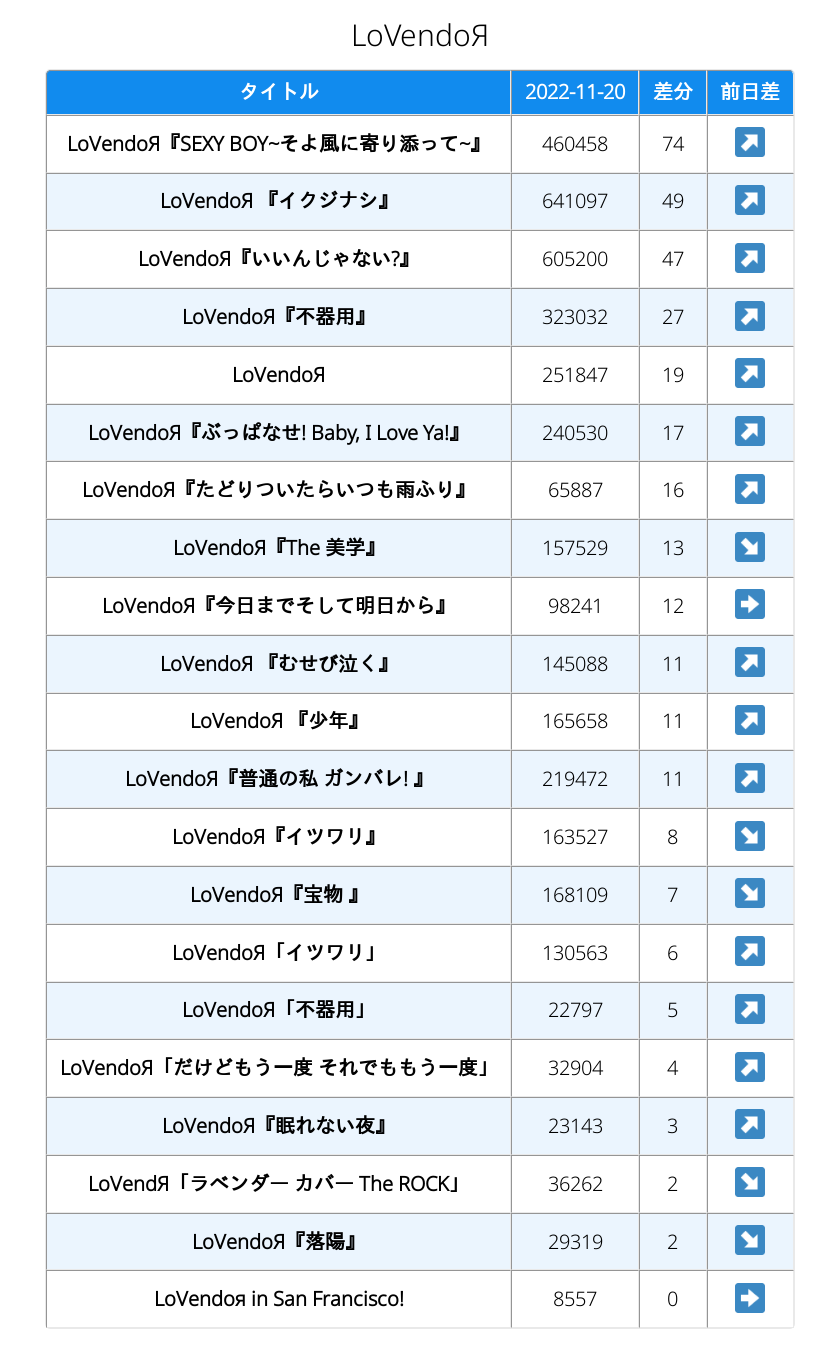 LoVendoЯ
タイトル 2022-11-20 差分 前日差
LoVendoЯ『SEXY BOY~そよ風に寄り添って~』 460458 74 ↗
LoVendoЯ 『イクジナシ』 641097 49 ↗
LoVendoЯ『いいんじゃない?』 605200 47 ↗
LoVendoЯ『不器用』 323032 27 ↗
LoVendoЯ 251847 19 ↗
LoVendoЯ『ぶっぱなせ! Baby, I Love Ya!』 240530 17 ↗
LoVendoЯ『たどりついたらいつも雨ふり』 65887 16 ↗
LoVendoЯ『The 美学』 157529 13 ↘
LoVendoЯ『今日までそして明日から』 98241 12 ➡
LoVendoЯ 『むせび泣く』 145088 11 ↗
LoVendoЯ 『少年』 165658 11 ↗
LoVendoЯ『普通の私 ガンバレ! 』 219472 11 ↗
LoVendoЯ『イツワリ』 163527 8 ↘
LoVendoЯ『宝物 』 168109 7 ↘
LoVendoЯ「イツワリ」 130563 6 ↗
LoVendoЯ「不器用」 22797 5 ↗
LoVendoЯ「だけどもう一度 それでももう一度」 32904 4 ↗
LoVendoЯ『眠れない夜』 23143 3 ↗
LoVendЯ「ラベンダー カバー The ROCK」 36262 2 ↘
LoVendoЯ『落陽』 29319 2 ↘
LoVendoя in San Francisco! 8557 0 ➡